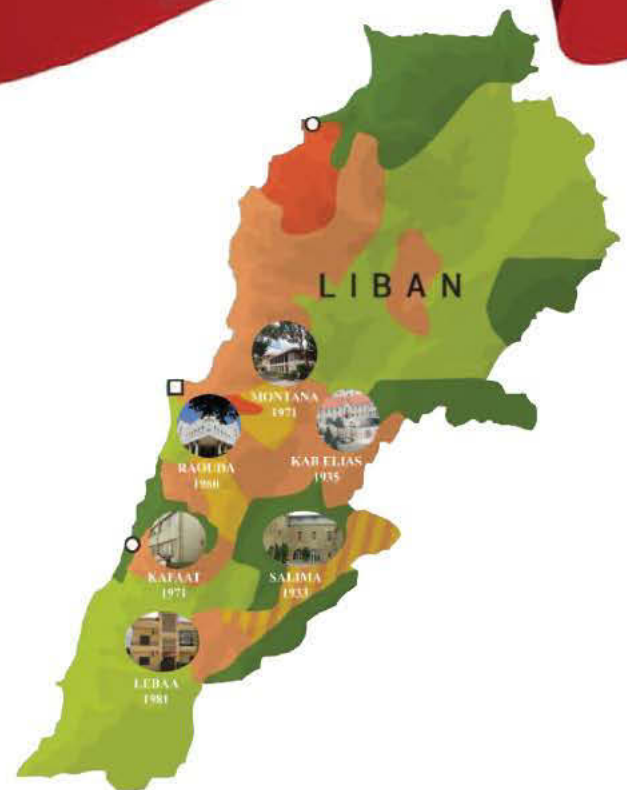 LIBAN
MONTANA
1971
RAOUDA
1980
KAB ELIAS
1935
KAFAAT
1971
SALIMA
1933
LEBAA
1981